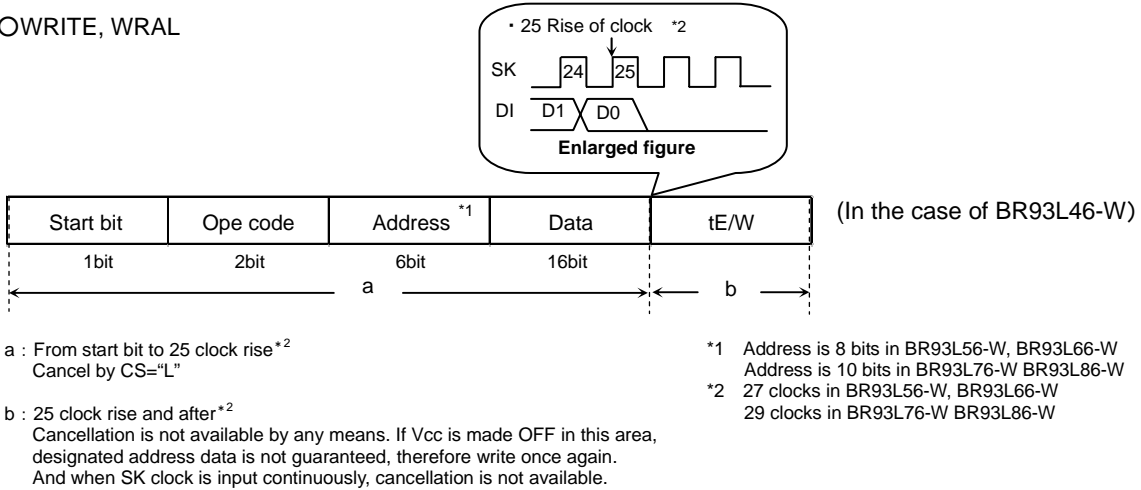 ○WRITE, WRAL
・25 Rise of clock *2
SK 24 25
DI D1 D0
Enlarged figure
Start bit Ope code Address *1 Data tE/W (In the case of BR93L46-W)
1bit 2bit 6bit 16bit
a b
a : From start bit to 25 clock rise*2
Cancel by CS="L"
b : 25 clock rise and after*2
Cancellation is not available by any means. If Vcc is made OFF in this area,
designated address data is not guaranteed, therefore write once again.
And when SK clock is input continuously, cancellation is not available.
*1 Address is 8 bits in BR93L56-W, BR93L66-W
Address is 10 bits in BR93L76-W BR93L86-W
*2 27 clocks in BR93L56-W, BR93L66-W
29 clocks in BR93L76-W BR93L86-W